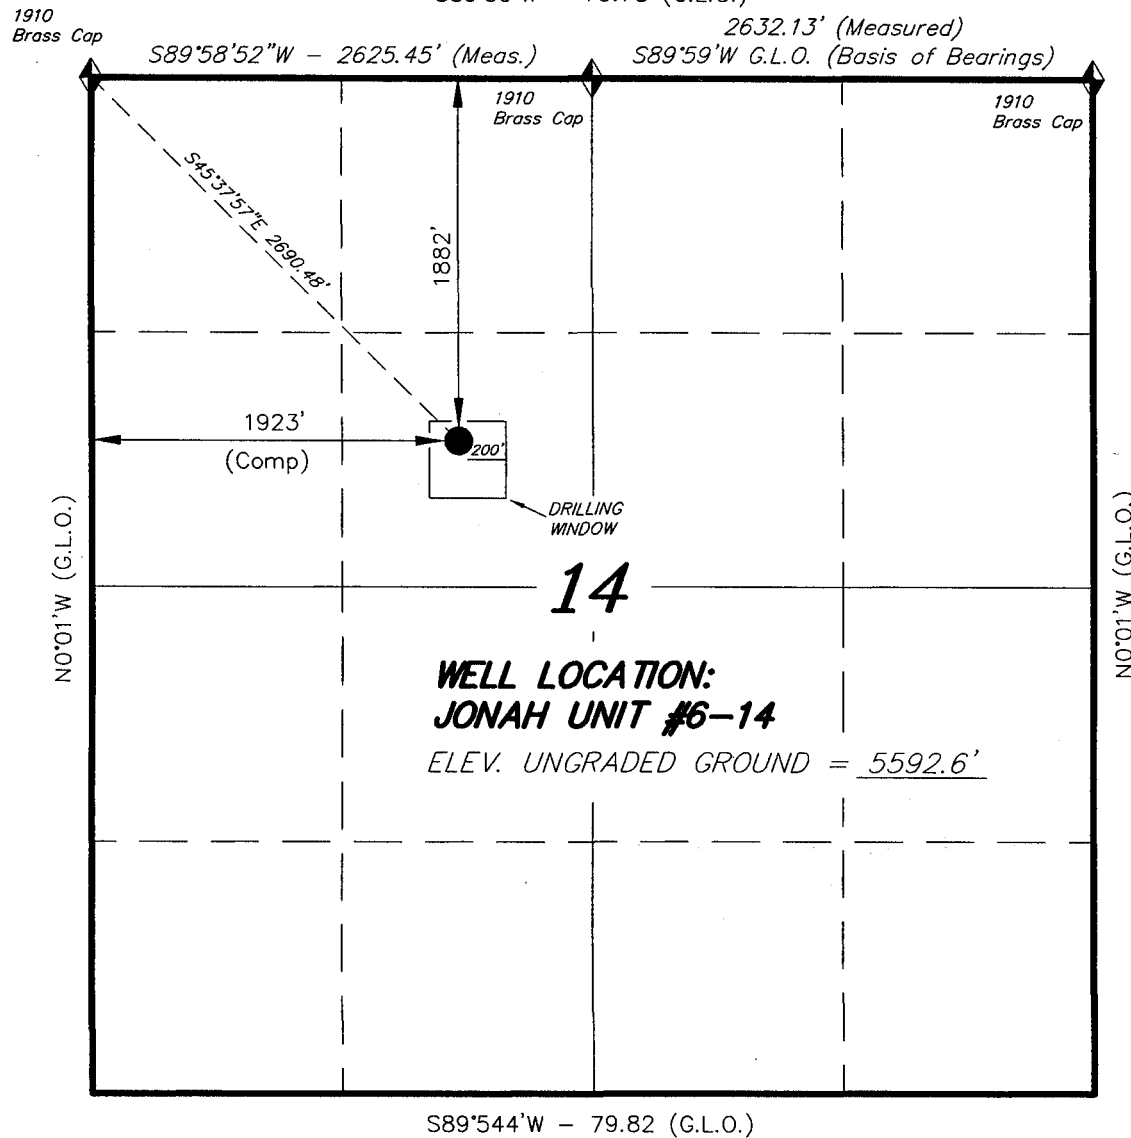 1910
Brass Cap
2632.13' (Measured)
S89°58'52"W – 2625.45' (Meas.)
S89°59'W G.L.O. (Basis of Bearings)
1910
Brass Cap
1910
Brass Cap
S45°37'57"E 2690.48'
1882'
1923'
(Comp)
200'
DRILLING
WINDOW
N0°01'W (G.L.O.)
N0°01'W (G.L.O.)
14
WELL LOCATION:
JONAH UNIT #6–14
ELEV. UNGRADED GROUND = 5592.6'
S89°544'W – 79.82 (G.L.O.)